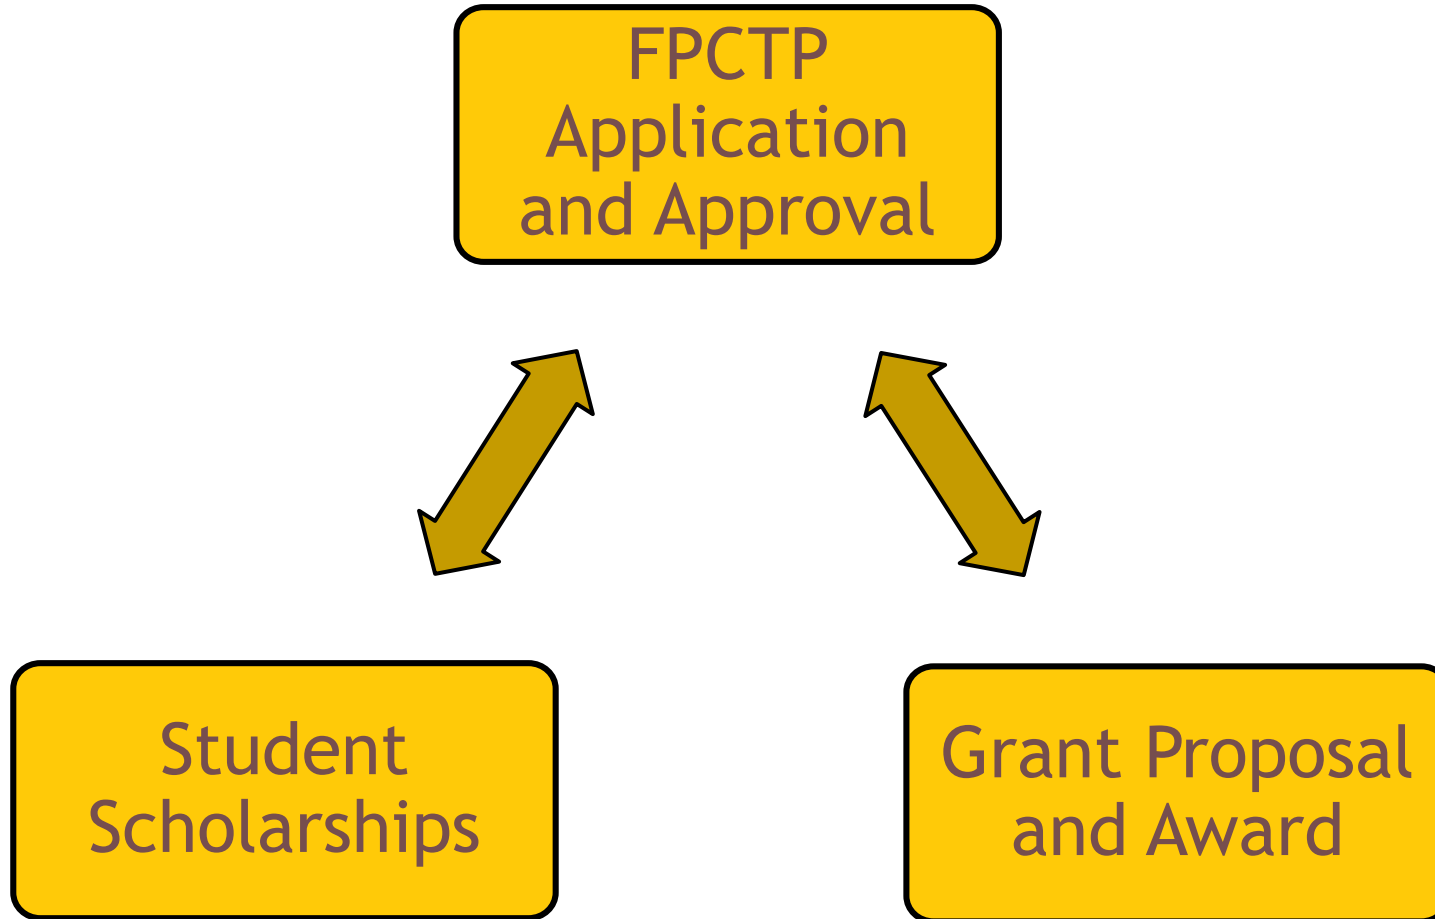 FPCTP
Application
and Approval
Student
Scholarships
Grant Proposal
and Award